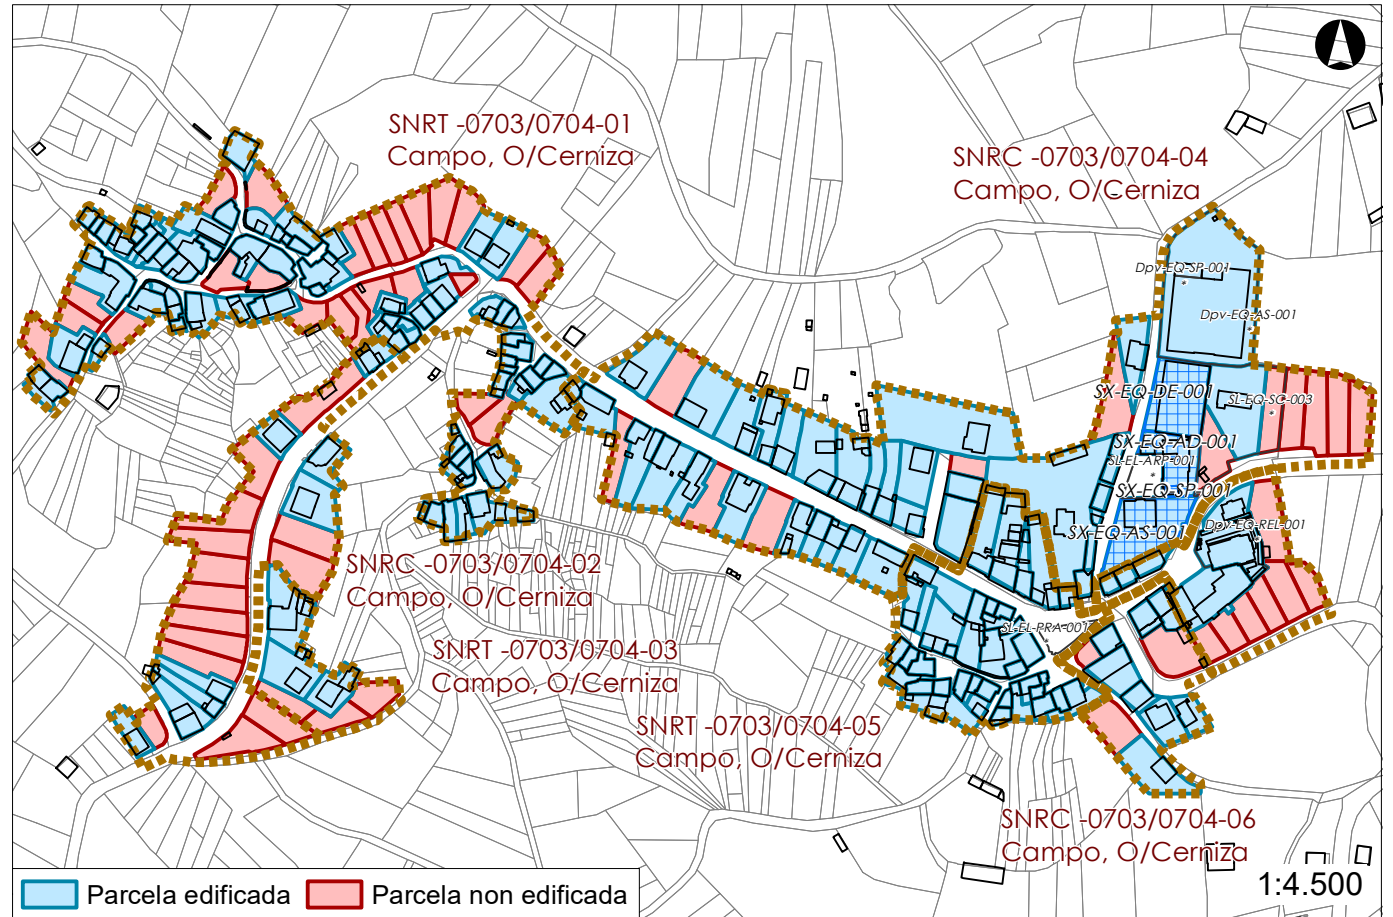 SNRT -0703/0704-01
Campo, O/Cerniza
SNRC -0703/0704-04
Campo, O/Cerniza
Dpv-EQ-SP-001
*
Dpv-EQ-AS-001
*
SX-EQ-DE-001
SL-EQ-SC-003
*
SX-EQ-AD-001
SL-EL-ARP-001
*
SX-EQ-SP-001
SX-EQ-AS-001
Dpv-EQ-REL-001
*
SNRC -0703/0704-02
Campo, O/Cerniza
SL-EL-PRA-001
*
SNRT -0703/0704-03
Campo, O/Cerniza
SNRT -0703/0704-05
Campo, O/Cerniza
SNRC -0703/0704-06
Campo, O/Cerniza
Parcela edificada
Parcela non edificada
1:4.500